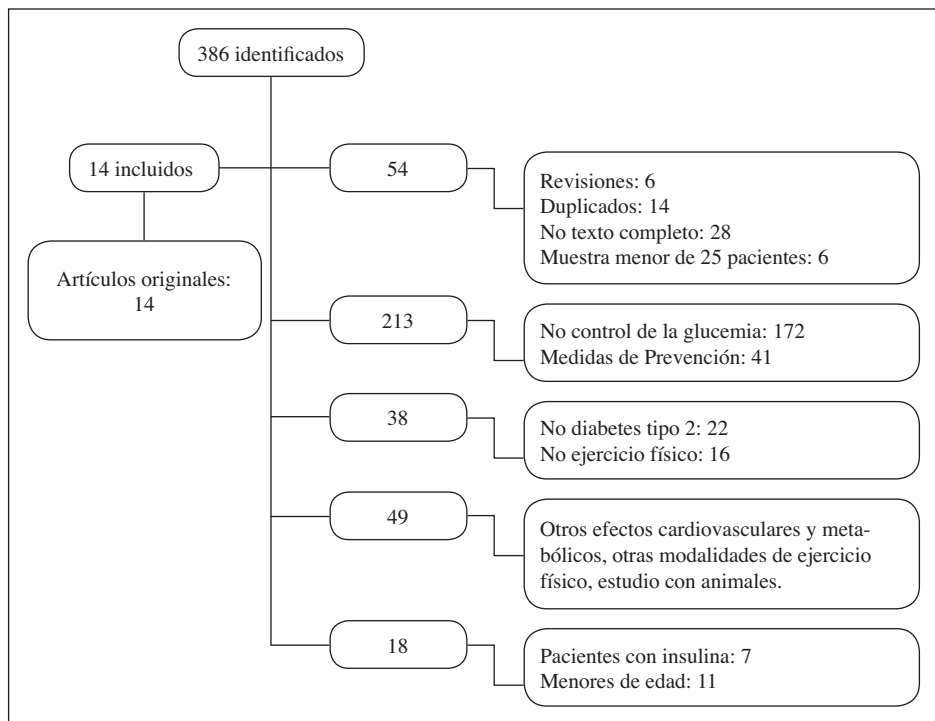 386 identificados
14 incluidos
Artículos originales:
14
54
Revisiones: 6
Duplicados: 14
No texto completo: 28
Muestra menor de 25 pacientes: 6
213
No control de la glucemia: 172
Medidas de Prevención: 41
38
No diabetes tipo 2: 22
No ejercicio físico: 16
49
Otros efectos cardiovasculares y meta-
bólicos, otras modalidades de ejercicio
físico, estudio con animales.
18
Pacientes con insulina: 7
Menores de edad: 11